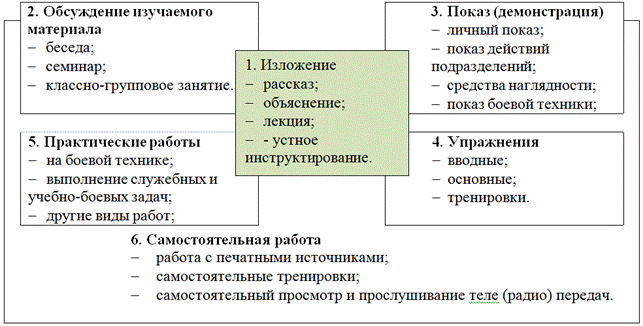 1. Изложение
– рассказ;
– объяснение;
– лекция;
– - устное
инструктирование.
2. Обсуждение изучаемого
материала
– беседа;
– семинар;
– классно-групповое занятие.
3. Показ (демонстрация)
– личный показ;
– показ действий
подразделений;
– средства наглядности;
– показ боевой техники;
4. Упражнения
– вводные;
– основные;
– тренировки.
5. Практические работы
– на боевой технике;
– выполнение служебных и
учебно-боевых задач;
– другие виды работ;
6. Самостоятельная работа
– работа с печатными источниками;
– самостоятельные тренировки;
– самостоятельный просмотр и прослушивание теле (радио) передач.